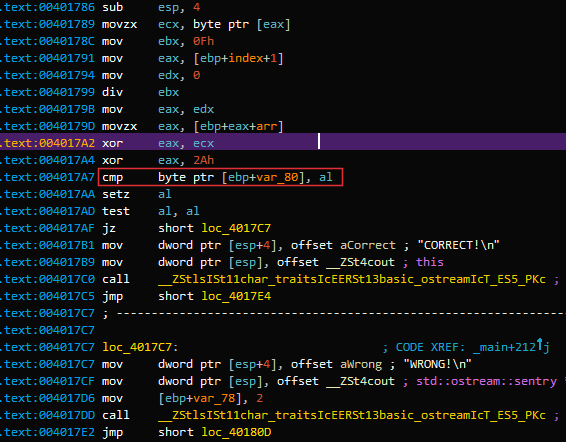 .text:00401786 sub     esp, 4
.text:00401789 movzx   ecx, byte ptr [eax]
.text:0040178C mov     ebx, 0Fh
.text:00401791 mov     eax, [ebp+index+1]
.text:00401794 mov     edx, 0
.text:00401799 div     ebx
.text:0040179B mov     eax, edx
.text:0040179D movzx   eax, [ebp+eax+arr]
.text:004017A2 xor     eax, ecx
.text:004017A4 xor     eax, 2Ah
.text:004017A7 cmp     byte ptr [ebp+var_80], al
.text:004017AA setz    al
.text:004017AD test    al, al
.text:004017AF jz      short loc_4017C7
.text:004017B1 mov     dword ptr [esp+4], offset aCorrect ; "CORRECT!\n"
.text:004017B9 mov     dword ptr [esp], offset __ZSt4cout ; this
.text:004017C0 call    __ZStlsISt11char_traitsIcEERSt13basic_ostreamIcT_ES5_PKc ;
.text:004017C5 jmp     short loc_4017E4
.text:004017C7 ; ---------------------------------------------------------------
.text:004017C7
.text:004017C7 loc_4017C7:                             ; CODE XREF: _main+212↑j
.text:004017C7 mov     dword ptr [esp+4], offset aWrong ; "WRONG!\n"
.text:004017CF mov     dword ptr [esp], offset __ZSt4cout ; std::ostream::sentry *
.text:004017D6 mov     [ebp+var_78], 2
.text:004017DD call    __ZStlsISt11char_traitsIcEERSt13basic_ostreamIcT_ES5_PKc ;
.text:004017E2 jmp     short loc_40180D